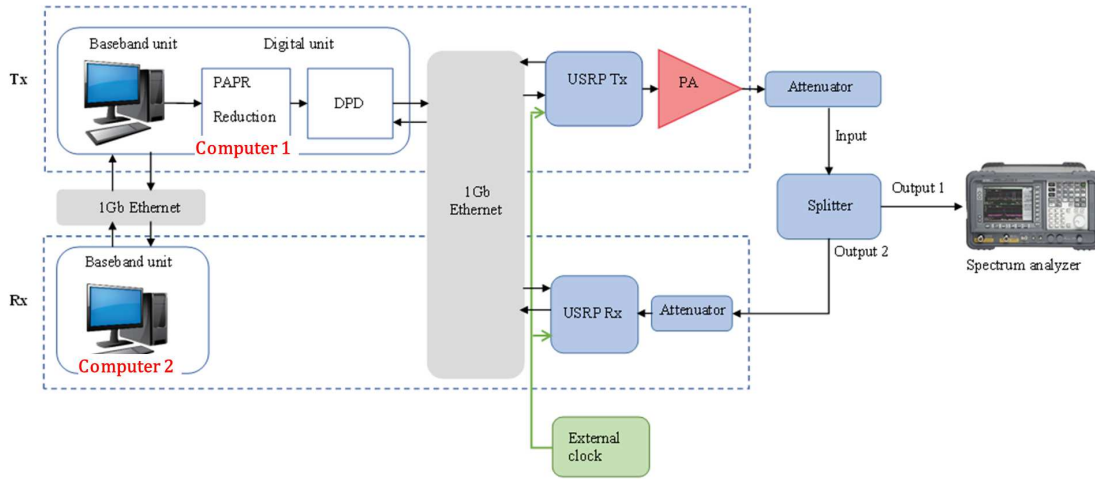 Baseband unit
Digital unit
Tx
PAPR
Reduction
DPD
Computer 1
USRP Tx
PA
Attenuator
Input
1Gb Ethernet
1Gb
Ethernet
Splitter
Output 1
Output 2
Spectrum analyzer
Baseband unit
Rx
Computer 2
USRP Rx
Attenuator
External
clock